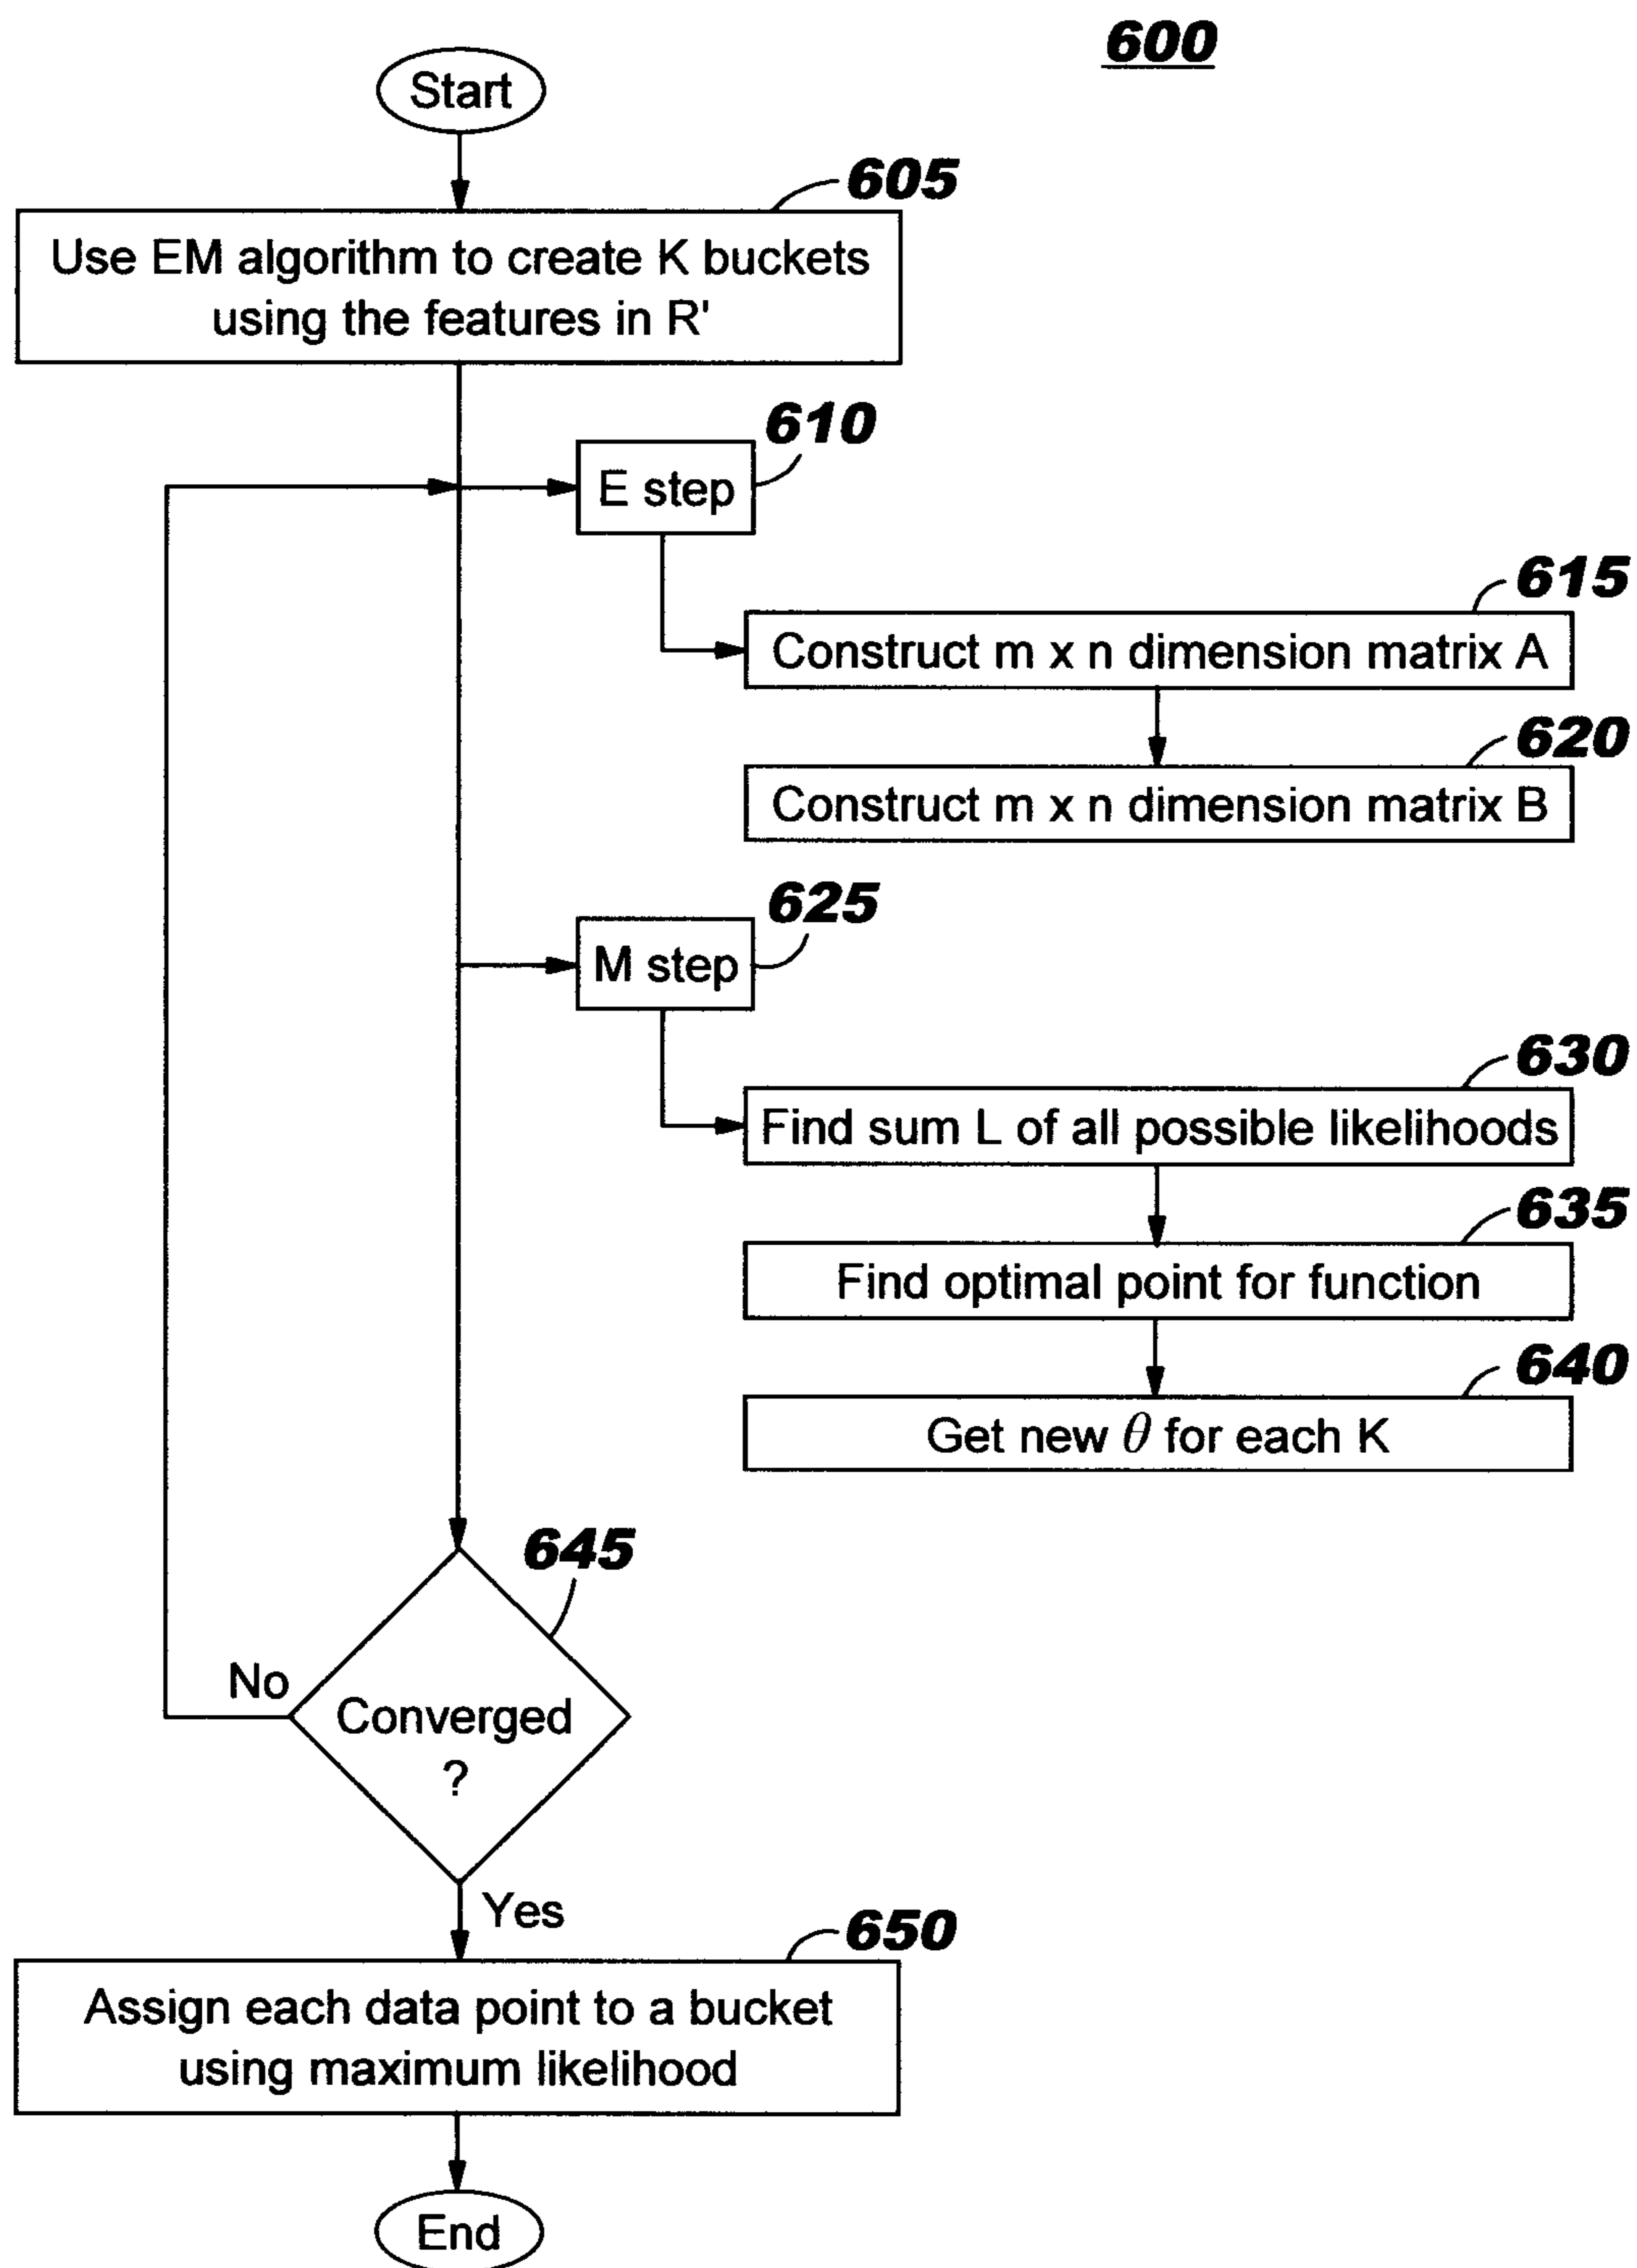 600
Start
605
Use EM algorithm to create K buckets
using the features in R'
610
E step
615
Construct m x n dimension matrix A
620
Construct m x n dimension matrix B
625
M step
630
Find sum L of all possible likelihoods
635
Find optimal point for function
640
Get new θ for each K
645
No
Converged
?
Yes
650
Assign each data point to a bucket
using maximum likelihood
End